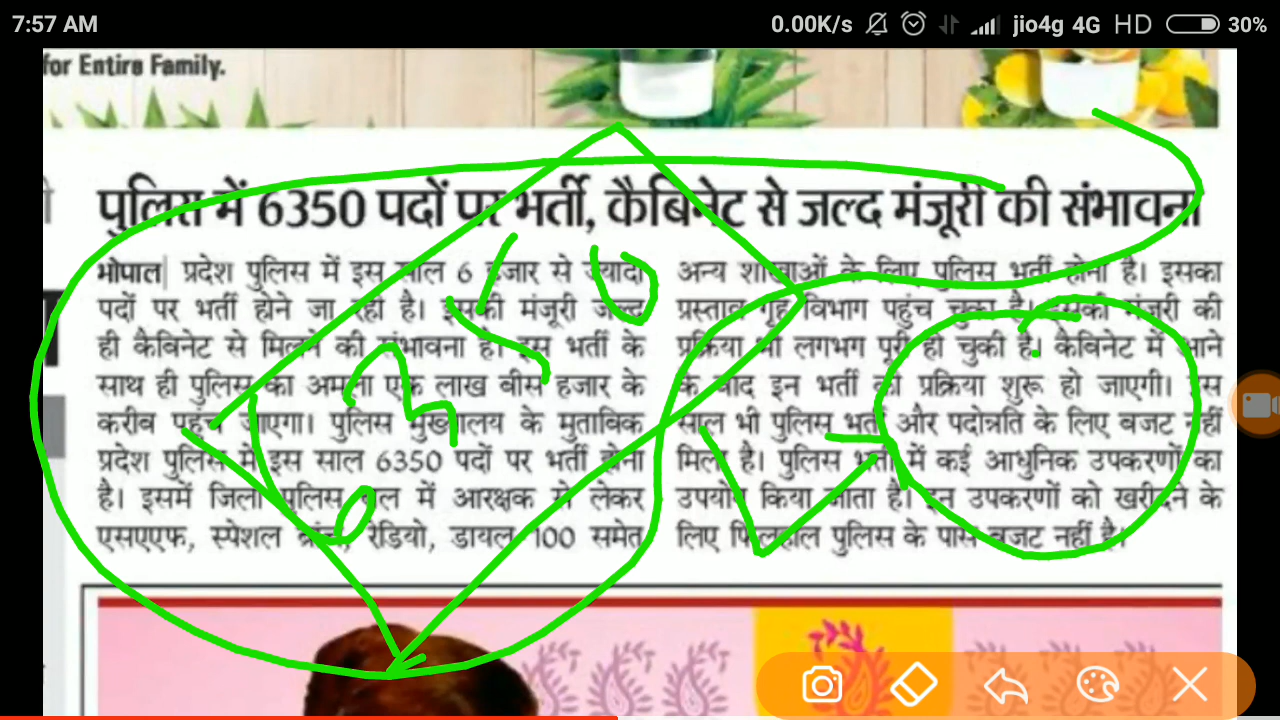 7:57 AM
0.00K/s jio4g 4G HD 30%
for Entire Family.
पुलिस में 6350 पदों पर भर्ती, कैबिनेट से जल्द मंजूरी की संभावना
भोपाल| प्रदेश पुलिस में इस साल 6 हजार से ज्यादा
पदों पर भर्ती होने जा रही है। इसकी मंजूरी जल्द
ही कैबिनेट से मिलने की संभावना है। इस भर्ती के
साथ ही पुलिस का अमला एक लाख बीस हजार के
करीब पहुंच जाएगा। पुलिस मुख्यालय के मुताबिक
प्रदेश पुलिस में इस साल 6350 पदों पर भर्ती होना
है। इसमें जिला पुलिस बल में आरक्षक से लेकर
एसएएफ, स्पेशल ब्रांच, रेडियो, डायल 100 समेत
अन्य शाखाओं के लिए पुलिस भर्ती होना है। इसका
प्रस्ताव गृह विभाग पहुंच चुका है। इसकी मंजूरी की
प्रक्रिया भी लगभग पूरी हो चुकी है। कैबिनेट में आने
के बाद इन भर्ती की प्रक्रिया शुरू हो जाएगी। इस
साल भी पुलिस भर्ती और पदोन्नति के लिए बजट नहीं
मिला है। पुलिस भर्ती में कई आधुनिक उपकरणों का
उपयोग किया जाता है। इन उपकरणों को खरीदने के
लिए फिलहाल पुलिस के पास बजट नहीं है।